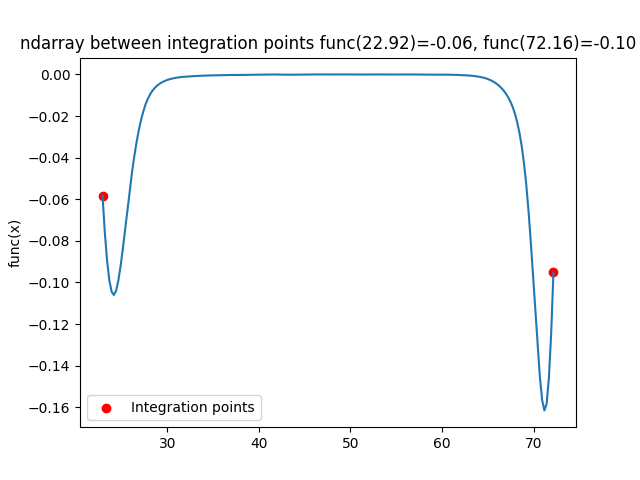 ndarray between integration points func(22.92)=-0.06, func(72.16)=-0.10
0.00
−0.02
−0.04
−0.06
−0.08
−0.10
−0.12
−0.14
−0.16
func(x)
Integration points
30 40 50 60 70